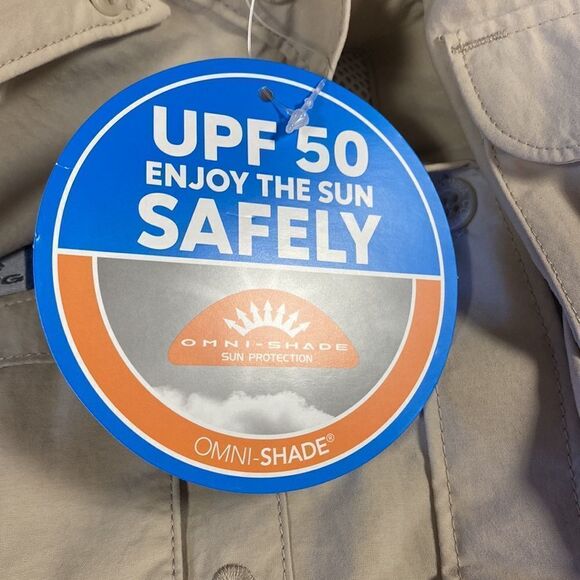 UPF 50
ENJOY THE SUN
SAFELY
OMNI-SHADE
SUN PROTECTION
OMNI-SHADE®